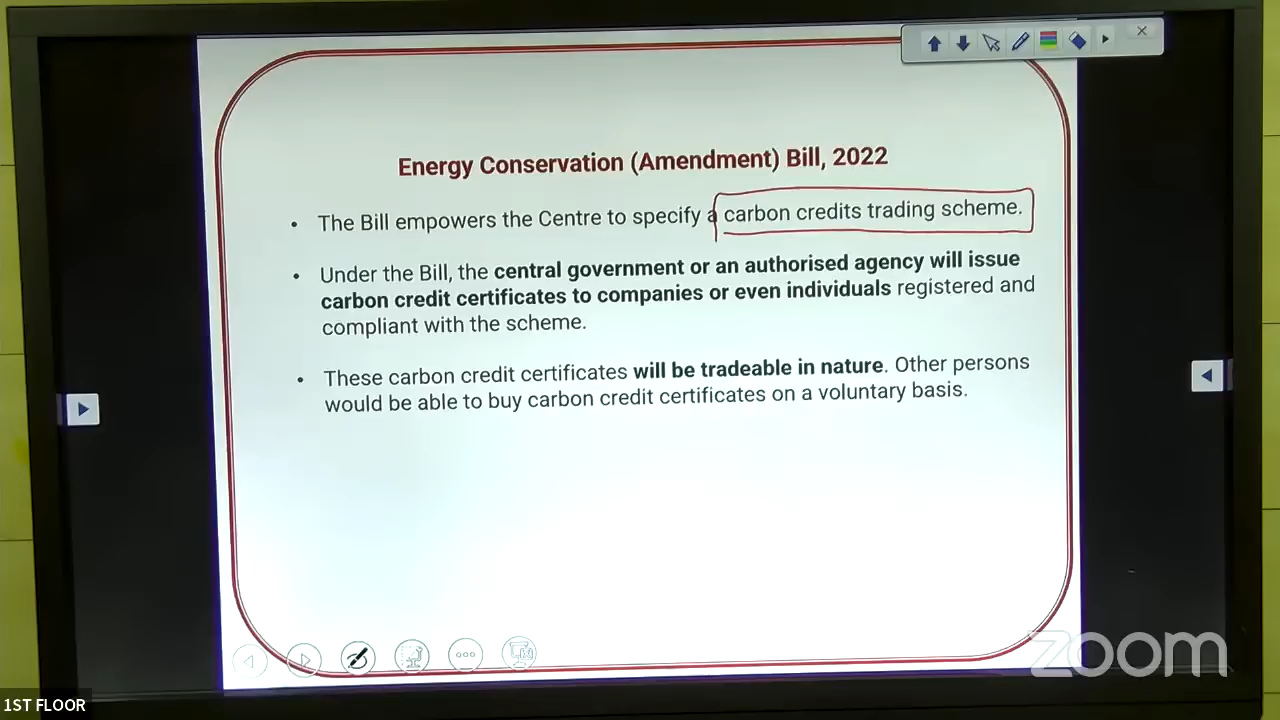 Energy Conservation (Amendment) Bill, 2022
• The Bill empowers the Centre to specify a carbon credits trading scheme.
• Under the Bill, the central government or an authorised agency will issue
carbon credit certificates to companies or even individuals registered and
compliant with the scheme.
• These carbon credit certificates will be tradeable in nature. Other persons
would be able to buy carbon credit certificates on a voluntary basis.
zoom
1ST FLOOR